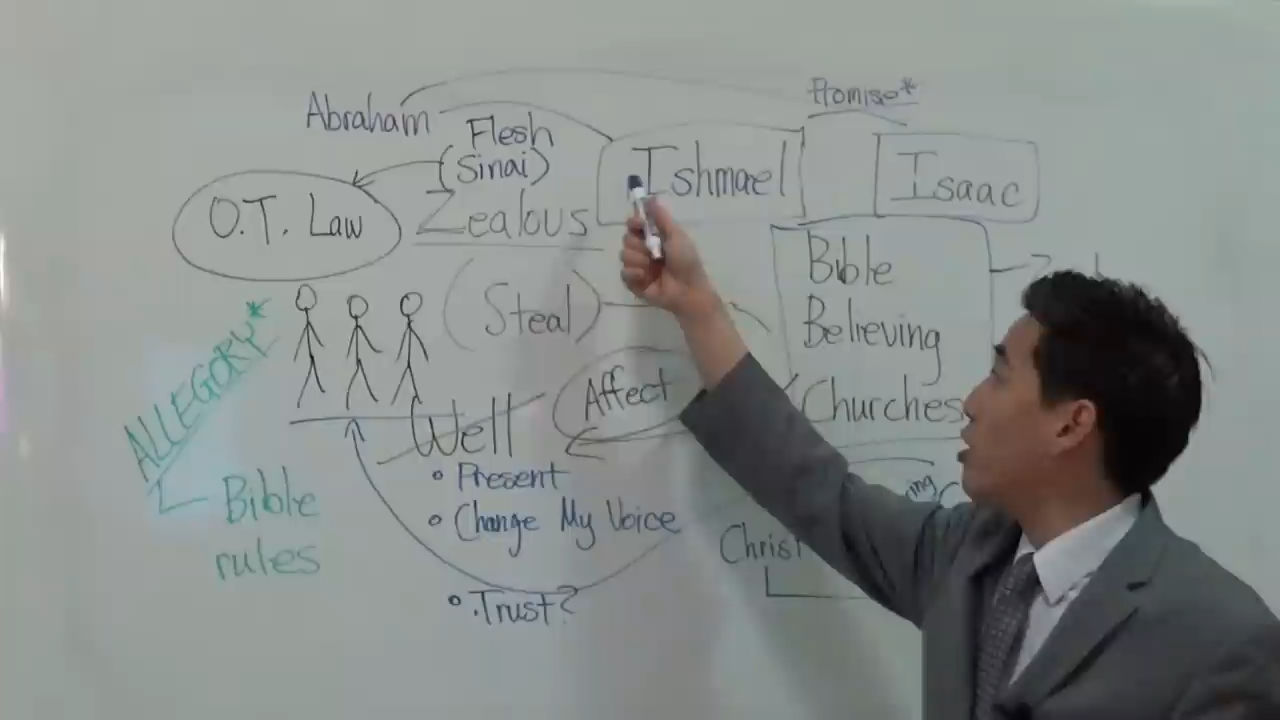 Promise*
Abraham
Flesh
(Sinai)
Ishmael
Isaac
O.T. Law
Zealous
Bible
Believing
Churches
(Steal)
ALLEGORY*
Affect
Well
Bible
rules
• Present
• Change My Voice
ing
Christ
• Trust?